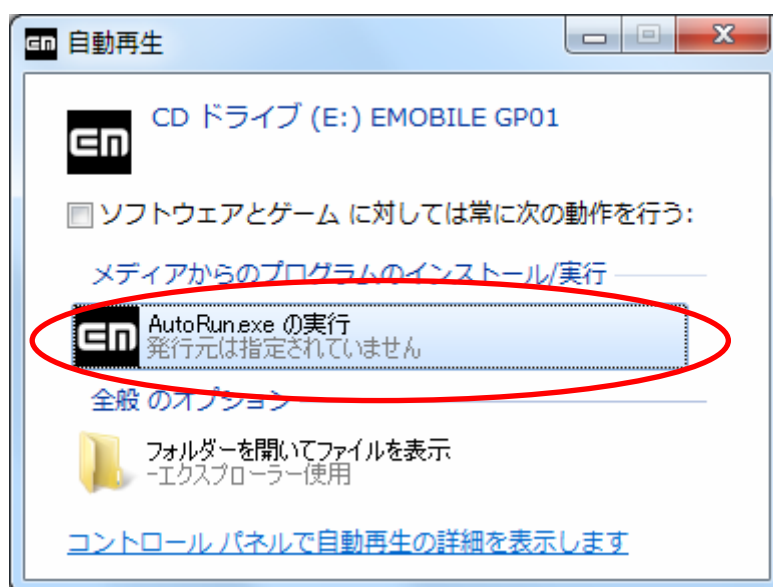 EM 自動再生
EM
CD ドライブ (E:) EMOBILE GP01
ソフトウェアとゲーム に対しては常に次の動作を行う:
メディアからのプログラムのインストール/実行
EM
AutoRun.exe の実行
発行元は指定されていません
全般 のオプション
フォルダーを開いてファイルを表示
-エクスプローラー使用
コントロール パネルで自動再生の詳細を表示します